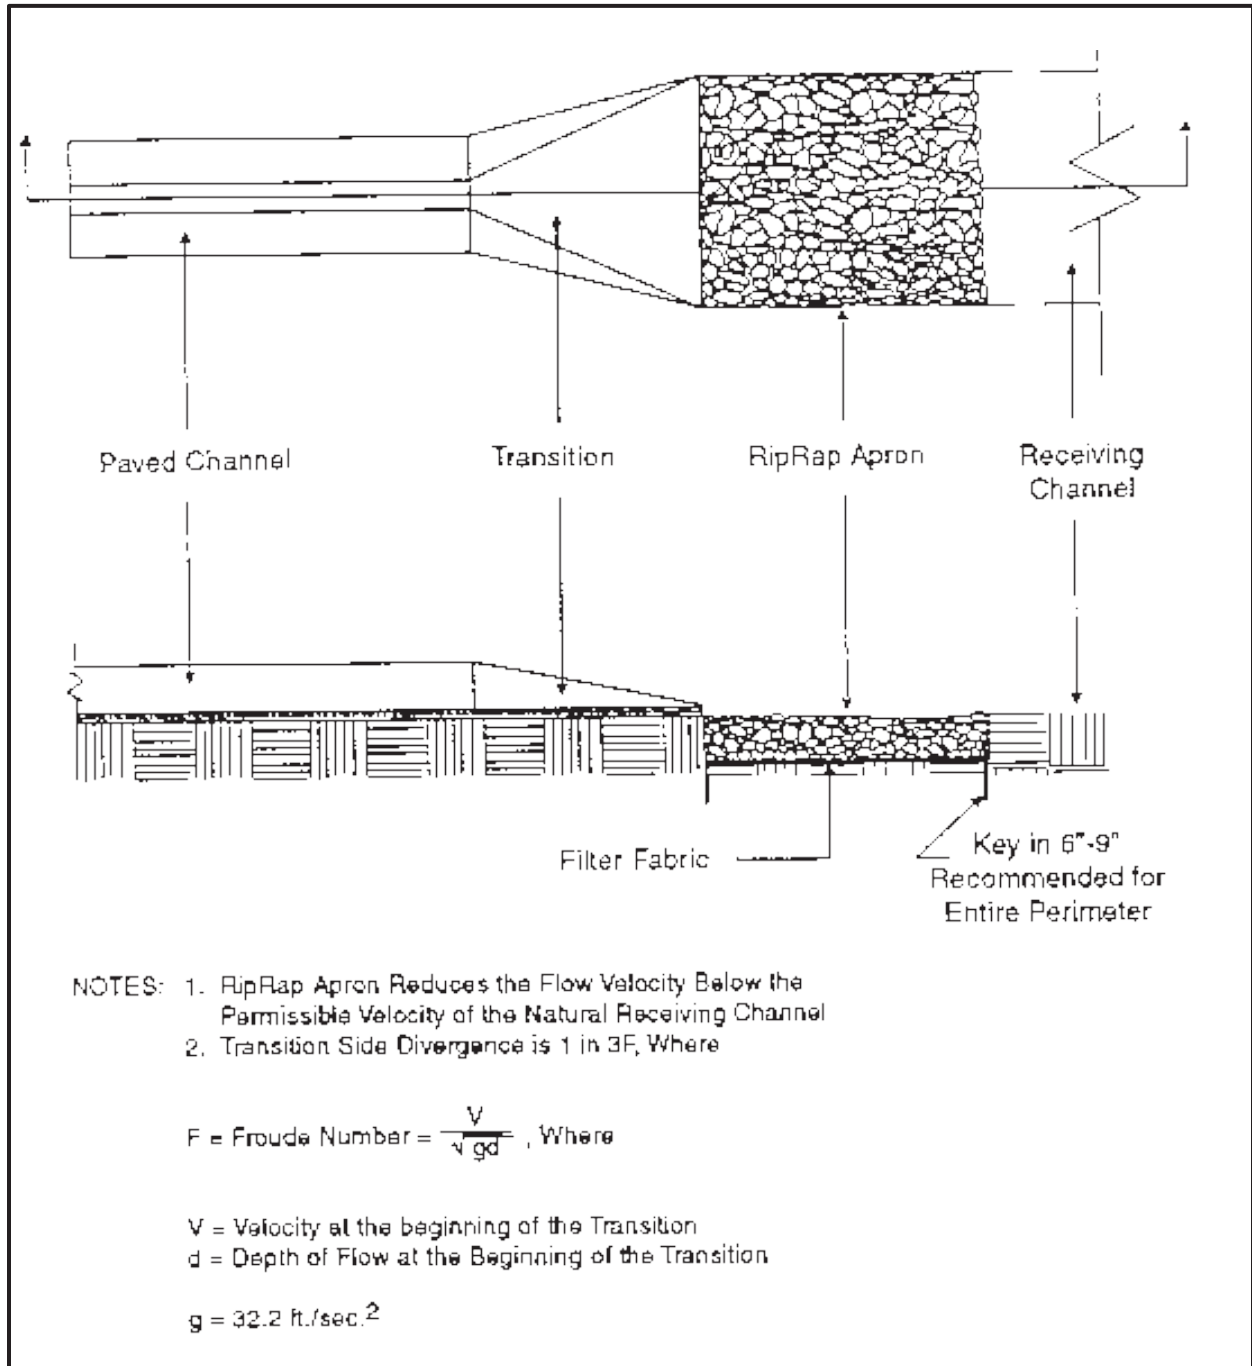 Paved Channel
Transition
RipRap Apron
Receiving
Channel
Filter Fabric
Key in 6"-9"
Recommended for
Entire Perimeter
NOTES: 1. RipRap Apron Reduces the Flow Velocity Below the
Permissible Velocity of the Natural Receiving Channel
2. Transition Side Divergence is 1 in 3F, Where
F = Froude Number = V / √gd , Where
V = Velocity at the beginning of the Transition
d = Depth of Flow at the Beginning of the Transition
g = 32.2 ft./sec.²